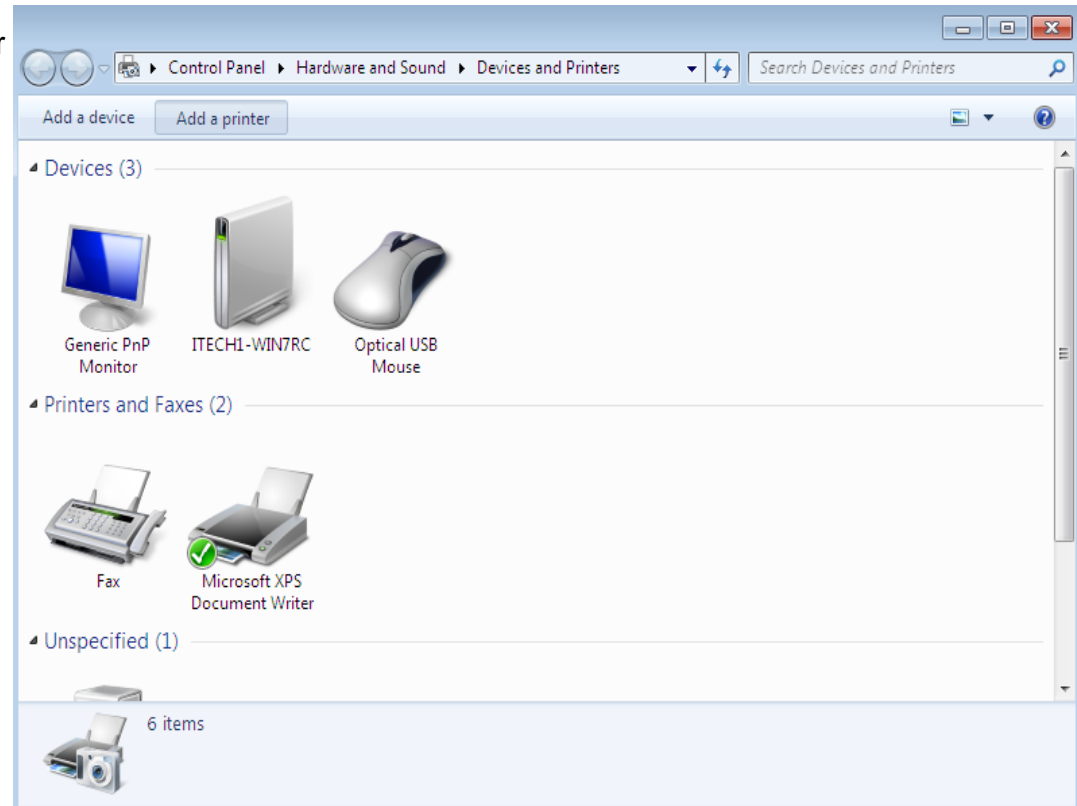 r
Control Panel Hardware and Sound Devices and Printers
Search Devices and Printers
Add a device Add a printer
Devices (3)
Generic PnP Monitor
ITECH1-WIN7RC
Optical USB Mouse
Printers and Faxes (2)
Fax
Microsoft XPS Document Writer
Unspecified (1)
6 items